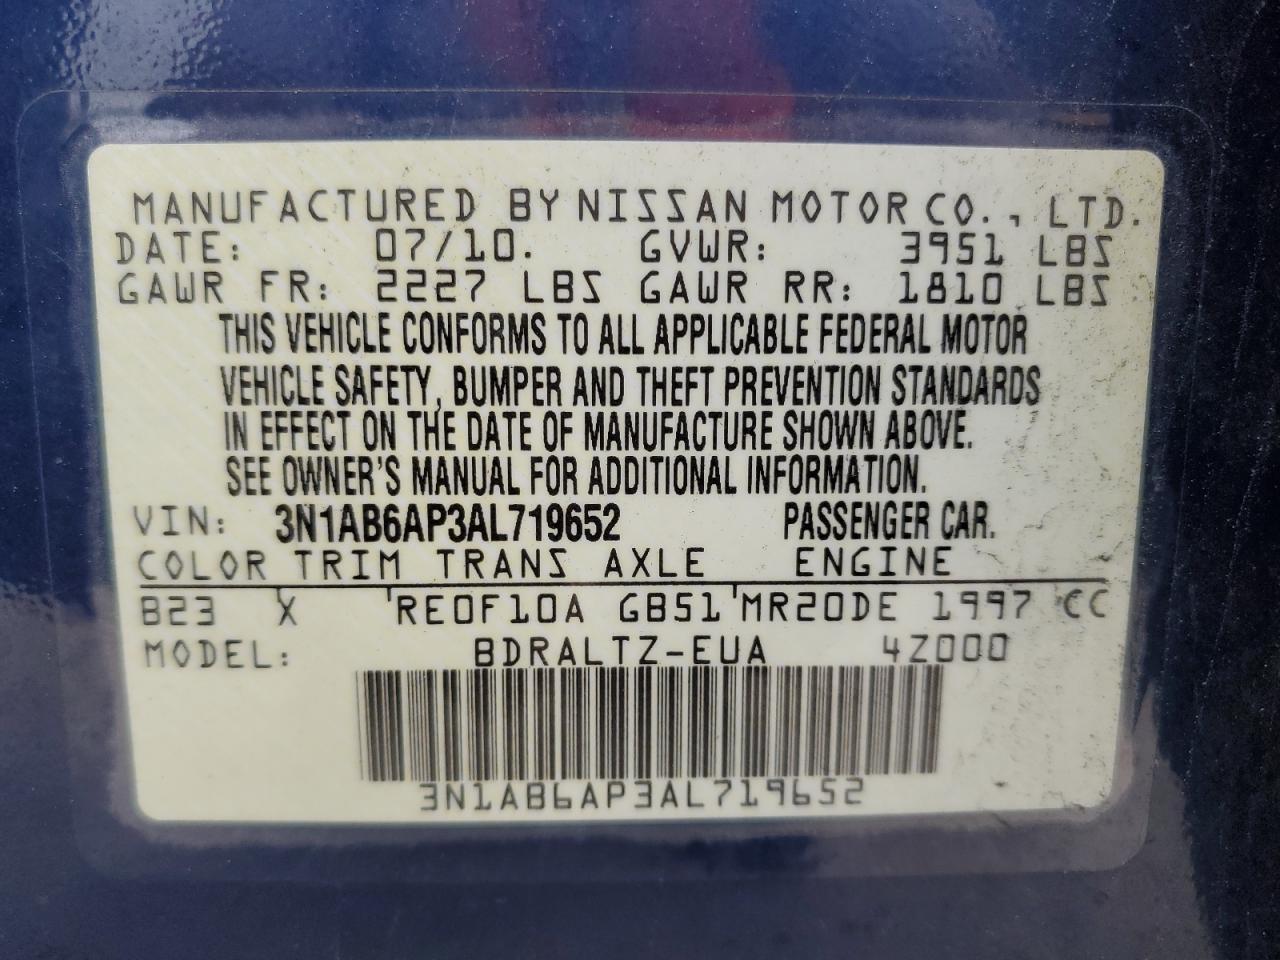 MANUFACTURED BY NISSAN MOTOR CO., LTD.
DATE: 07/10. GVWR: 3951 LBS
GAWR FR: 2227 LBS GAWR RR: 1810 LBS
THIS VEHICLE CONFORMS TO ALL APPLICABLE FEDERAL MOTOR
VEHICLE SAFETY, BUMPER AND THEFT PREVENTION STANDARDS
IN EFFECT ON THE DATE OF MANUFACTURE SHOWN ABOVE.
SEE OWNER'S MANUAL FOR ADDITIONAL INFORMATION.
VIN: 3N1AB6AP3AL719652 PASSENGER CAR.
COLOR TRIM TRANS AXLE ENGINE
B23 X RE0F10A GB51 MR20DE 1997 CC
MODEL: BDRALTZ-EUA 4Z000
3N1AB6AP3AL719652